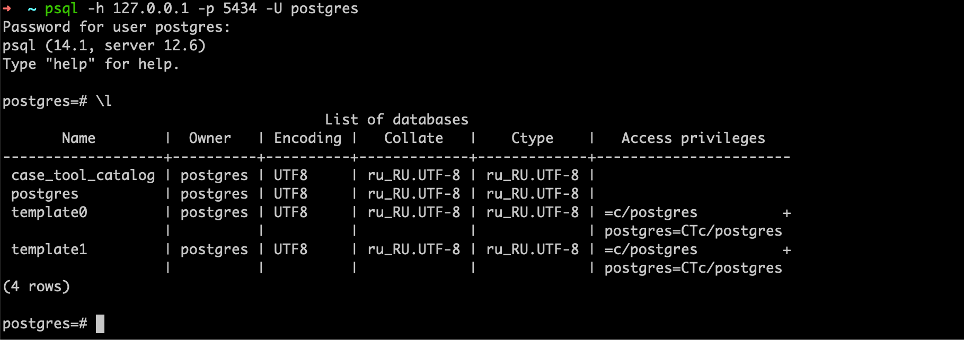 ➜  ~ psql -h 127.0.0.1 -p 5434 -U postgres
Password for user postgres:
psql (14.1, server 12.6)
Type "help" for help.

postgres=# \l
                                  List of databases
       Name        |  Owner   | Encoding |   Collate   |    Ctype    |   Access privileges
-------------------+----------+----------+-------------+-------------+-----------------------
 case_tool_catalog | postgres | UTF8     | ru_RU.UTF-8 | ru_RU.UTF-8 |
 postgres          | postgres | UTF8     | ru_RU.UTF-8 | ru_RU.UTF-8 |
 template0         | postgres | UTF8     | ru_RU.UTF-8 | ru_RU.UTF-8 | =c/postgres          +
                   |          |          |             |             | postgres=CTc/postgres
 template1         | postgres | UTF8     | ru_RU.UTF-8 | ru_RU.UTF-8 | =c/postgres          +
                   |          |          |             |             | postgres=CTc/postgres
(4 rows)

postgres=#